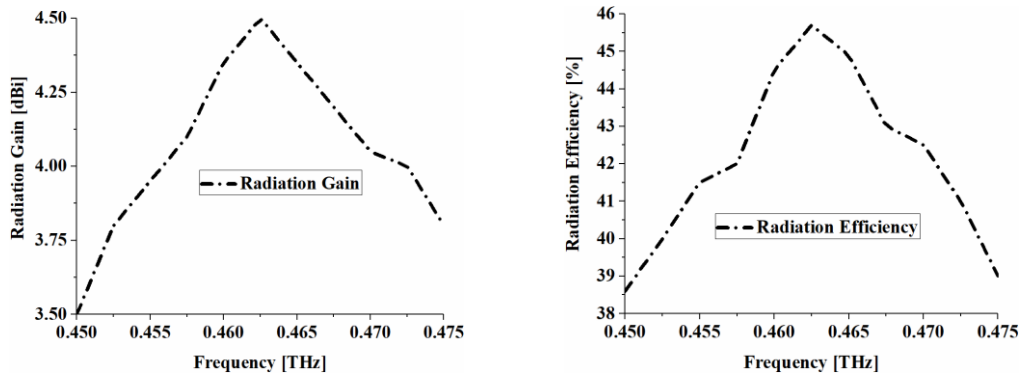 Radiation Gain [dBi]
4.50
4.25
4.00
3.75
3.50
Radiation Gain
0.450 0.455 0.460 0.465 0.470 0.475
Frequency [THz]
Radiation Efficiency [%]
46
45
44
43
42
41
40
39
38
Radiation Efficiency
0.450 0.455 0.460 0.465 0.470 0.475
Frequency [THz]